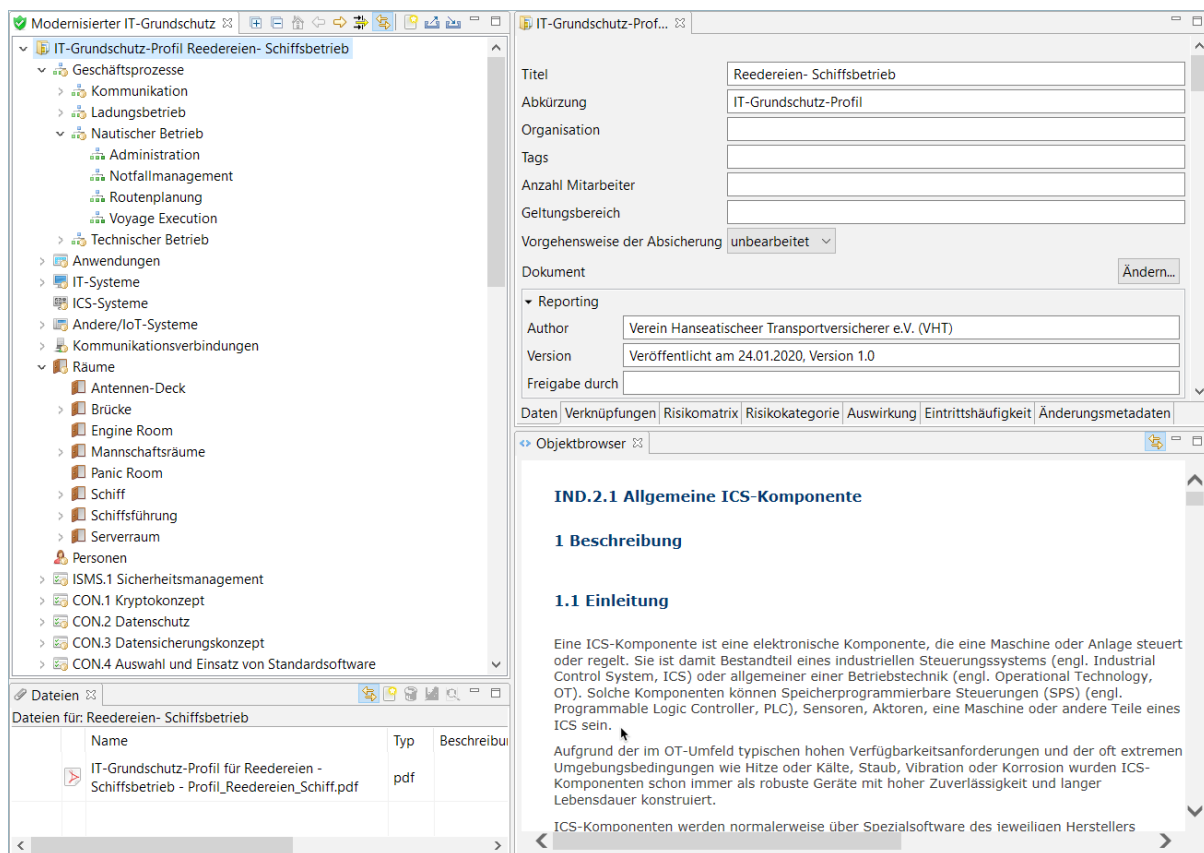 Modernisierter IT-Grundschutz
IT-Grundschutz-Profil Reedereien- Schiffsbetrieb
Geschäftsprozesse
Kommunikation
Ladungsbetrieb
Nautischer Betrieb
Administration
Notfallmanagement
Routenplanung
Voyage Execution
Technischer Betrieb
Anwendungen
IT-Systeme
ICS-Systeme
Andere/IoT-Systeme
Kommunikationsverbindungen
Räume
Antennen-Deck
Brücke
Engine Room
Mannschaftsräume
Panic Room
Schiff
Schiffsführung
Serverraum
Personen
ISMS.1 Sicherheitsmanagement
CON.1 Kryptokonzept
CON.2 Datenschutz
CON.3 Datensicherungskonzept
CON.4 Auswahl und Einsatz von Standardsoftware
Dateien
Dateien für: Reedereien- Schiffsbetrieb
Name Typ Beschreibu
IT-Grundschutz-Profil für Reedereien -
Schiffsbetrieb - Profil_Reedereien_Schiff.pdf pdf
IT-Grundschutz-Prof...
Titel Reedereien- Schiffsbetrieb
Abkürzung IT-Grundschutz-Profil
Organisation
Tags
Anzahl Mitarbeiter
Geltungsbereich
Vorgehensweise der Absicherung unbearbeitet
Dokument Ändern...
Reporting
Author Verein Hanseatischeer Transportversicherer e.V. (VHT)
Version Veröffentlicht am 24.01.2020, Version 1.0
Freigabe durch
Daten Verknüpfungen Risikomatrix Risikokategorie Auswirkung Eintrittshäufigkeit Änderungsmetadaten
Objektbrowser
IND.2.1 Allgemeine ICS-Komponente
1 Beschreibung
1.1 Einleitung
Eine ICS-Komponente ist eine elektronische Komponente, die eine Maschine oder Anlage steuert
oder regelt. Sie ist damit Bestandteil eines industriellen Steuerungssystems (engl. Industrial
Control System, ICS) oder allgemeiner einer Betriebstechnik (engl. Operational Technology,
OT). Solche Komponenten können Speicherprogrammierbare Steuerungen (SPS) (engl.
Programmable Logic Controller, PLC), Sensoren, Aktoren, eine Maschine oder andere Teile eines
ICS sein.
Aufgrund der im OT-Umfeld typischen hohen Verfügbarkeitsanforderungen und der oft extremen
Umgebungsbedingungen wie Hitze oder Kälte, Staub, Vibration oder Korrosion wurden ICS-
Komponenten schon immer als robuste Geräte mit hoher Zuverlässigkeit und langer
Lebensdauer konstruiert.
ICS-Komponenten werden normalerweise über Spezialsoftware des jeweiligen Herstellers